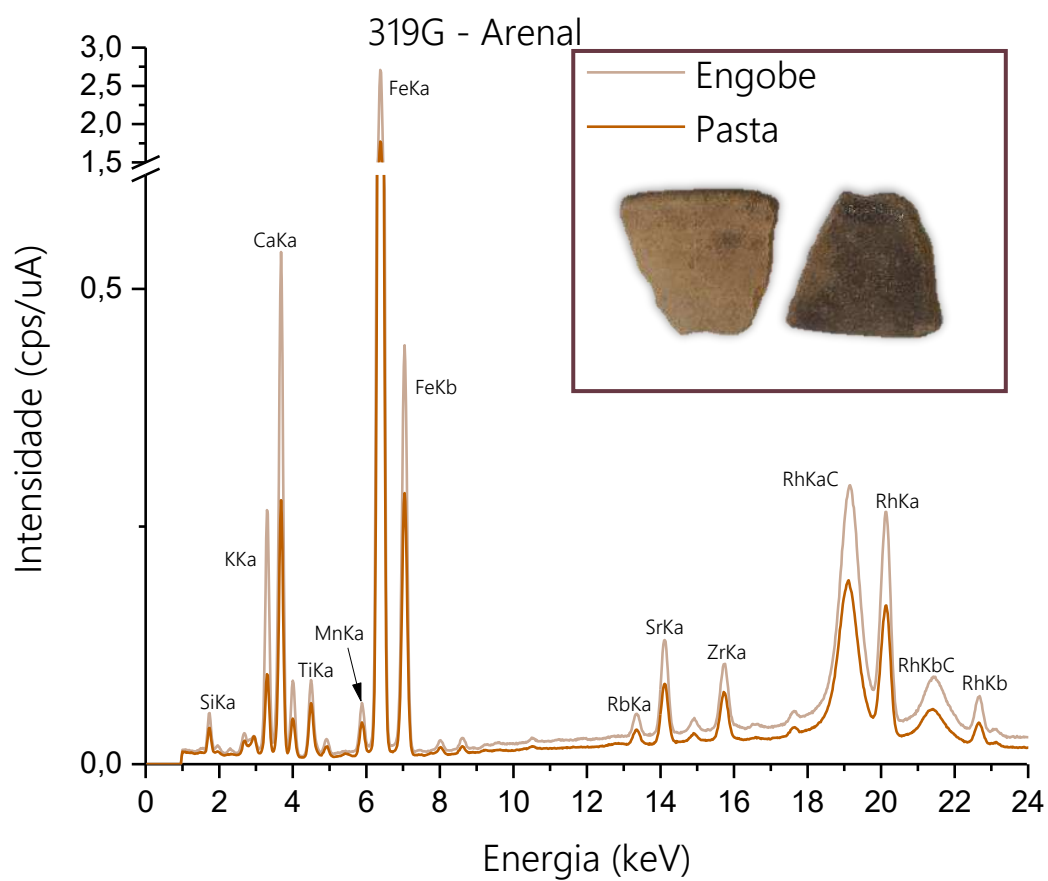 319G - Arenal
Engobe
Pasta
3,0
2,5
2,0
1,5
0,5
0,0
Intensidade (cps/uA)
FeKa
CaKa
FeKb
KKa
MnKa
TiKa
SiKa
RhKaC
RhKa
SrKa
ZrKa
RbKa
RhKbC
RhKb
0 2 4 6 8 10 12 14 16 18 20 22 24
Energia (keV)